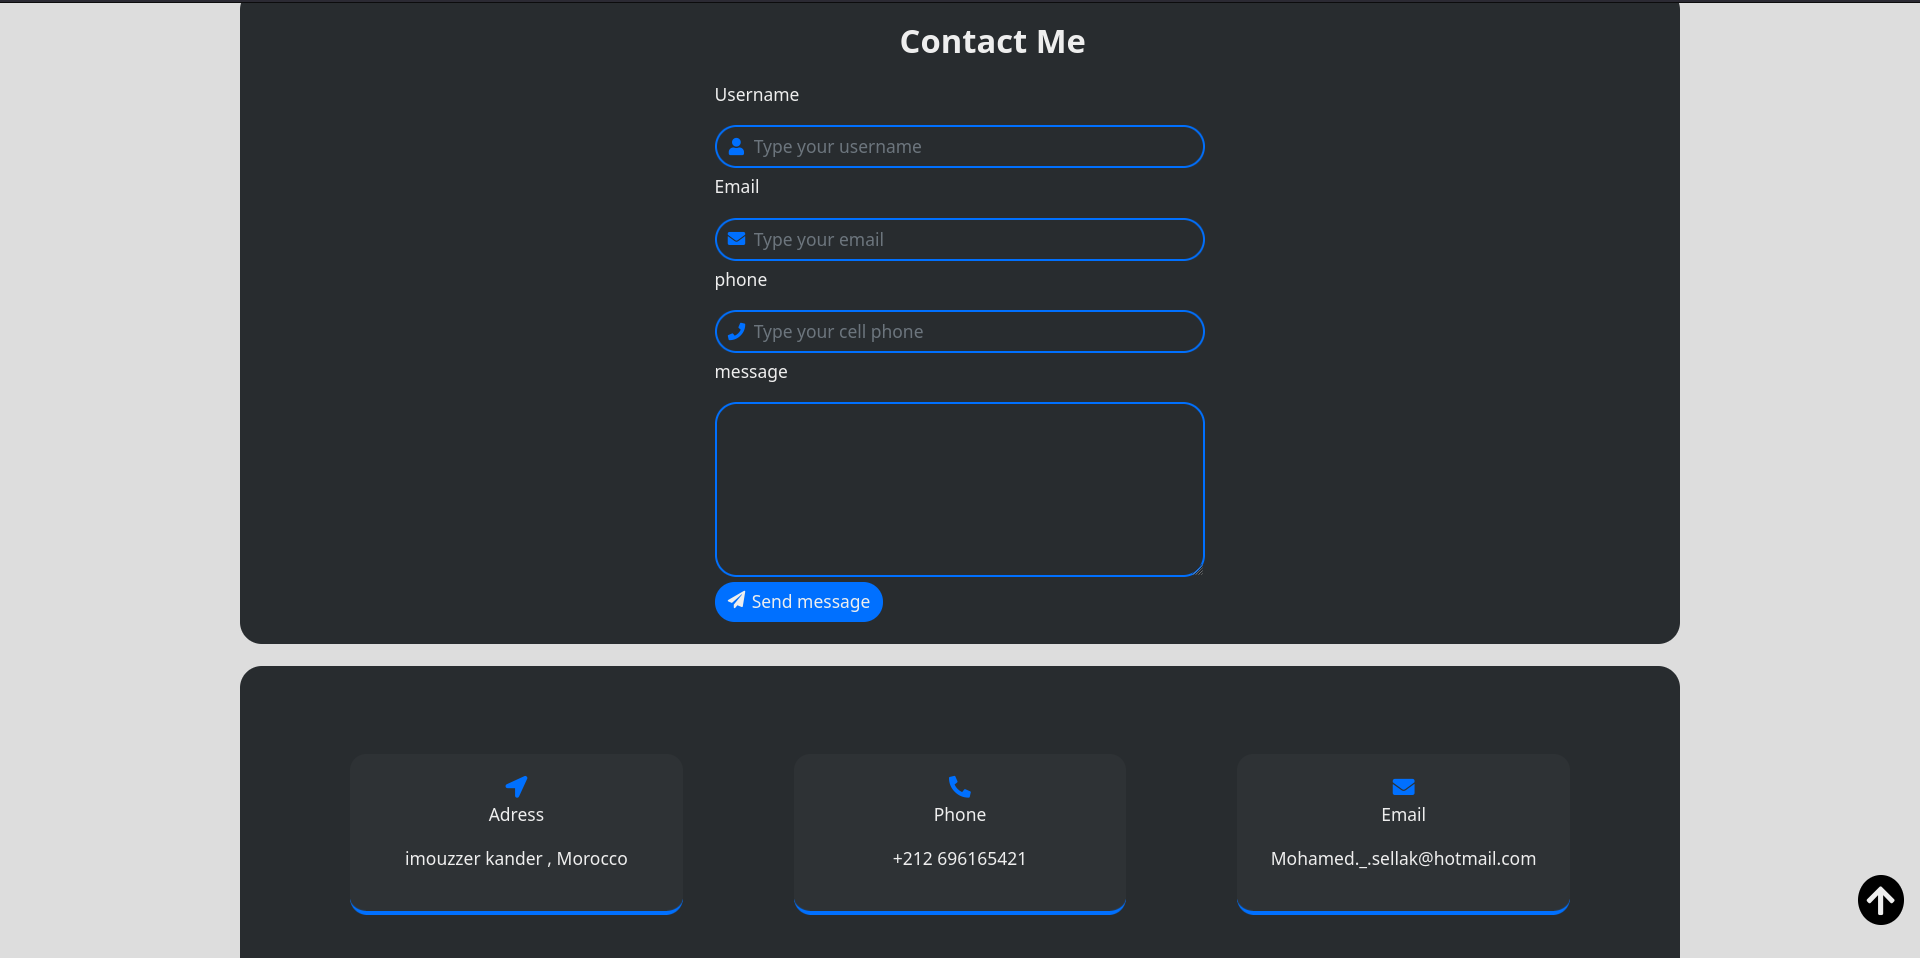 Contact Me
Username
Type your username
Email
Type your email
phone
Type your cell phone
message
Send message
Adress
imouzzer kander , Morocco
Phone
+212 696165421
Email
Mohamed._.sellak@hotmail.com